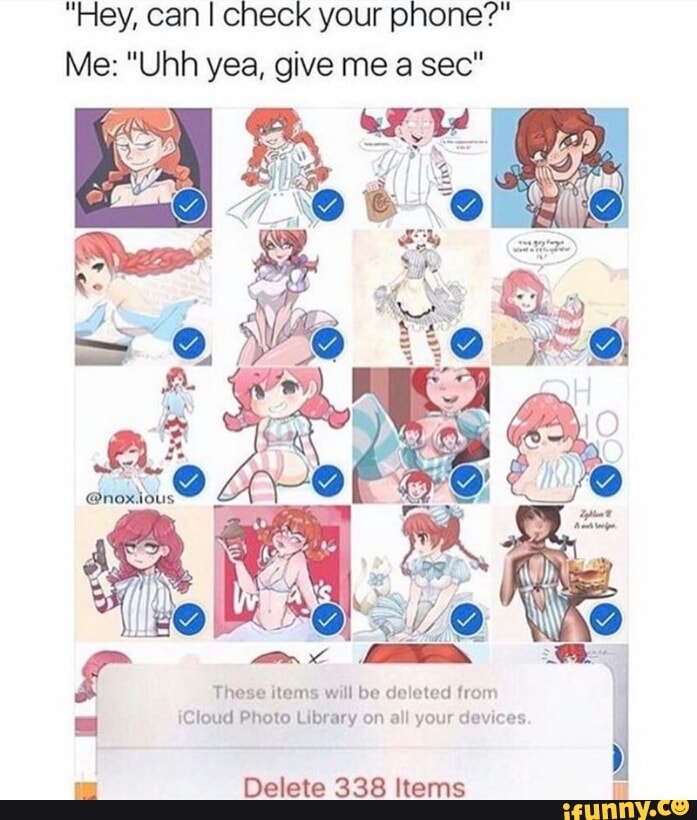 "Hey, can I check your phone?"
Me: "Uhh yea, give me a sec"
OH
O
O
@nox.ious
These items will be deleted from
iCloud Photo Library on all your devices.
Delete 338 Items
ifunny.co